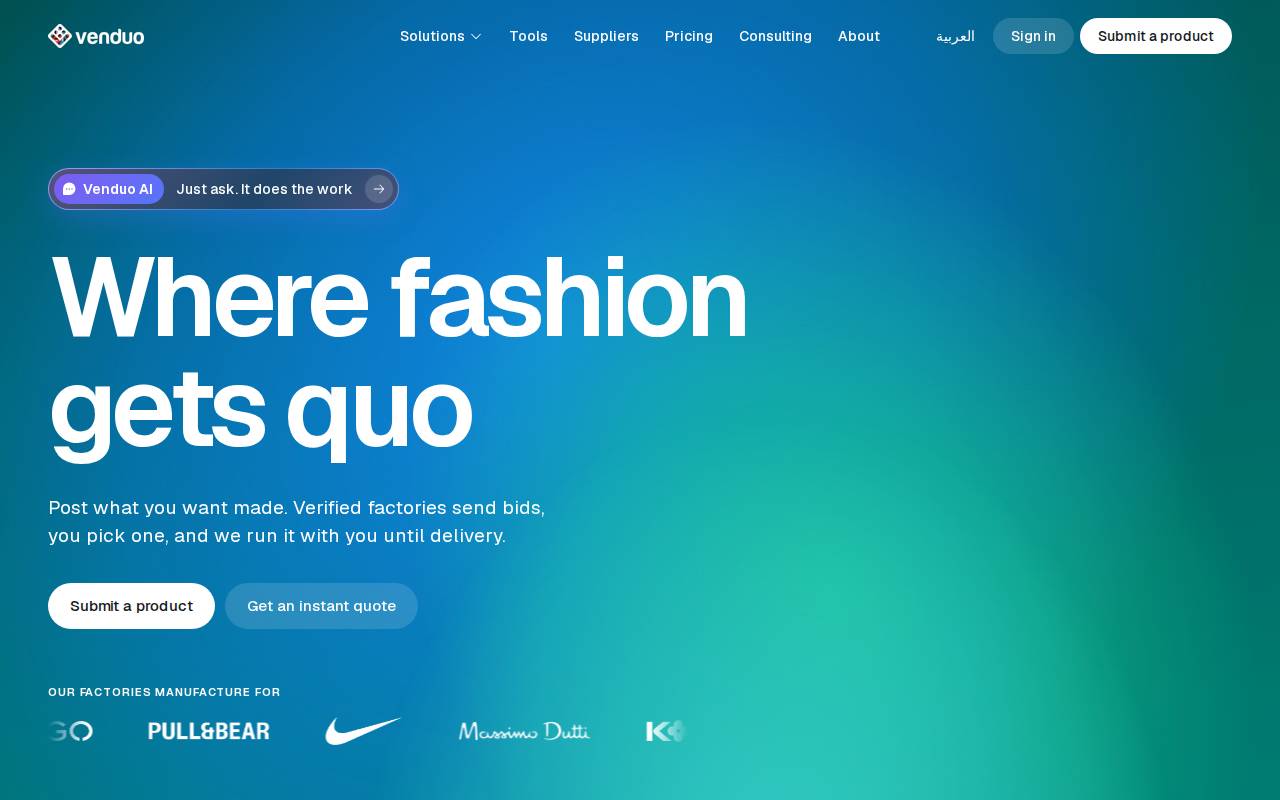 venduo
Solutions
Tools
Suppliers
Pricing
Consulting
About
العربية
Sign in
Submit a product
Venduo AI
Just ask. It does the work
Where fashion
gets quo
Post what you want made. Verified factories send bids,
you pick one, and we run it with you until delivery.
Submit a product
Get an instant quote
OUR FACTORIES MANUFACTURE FOR
GO
PULL&BEAR
Massimo Dutti